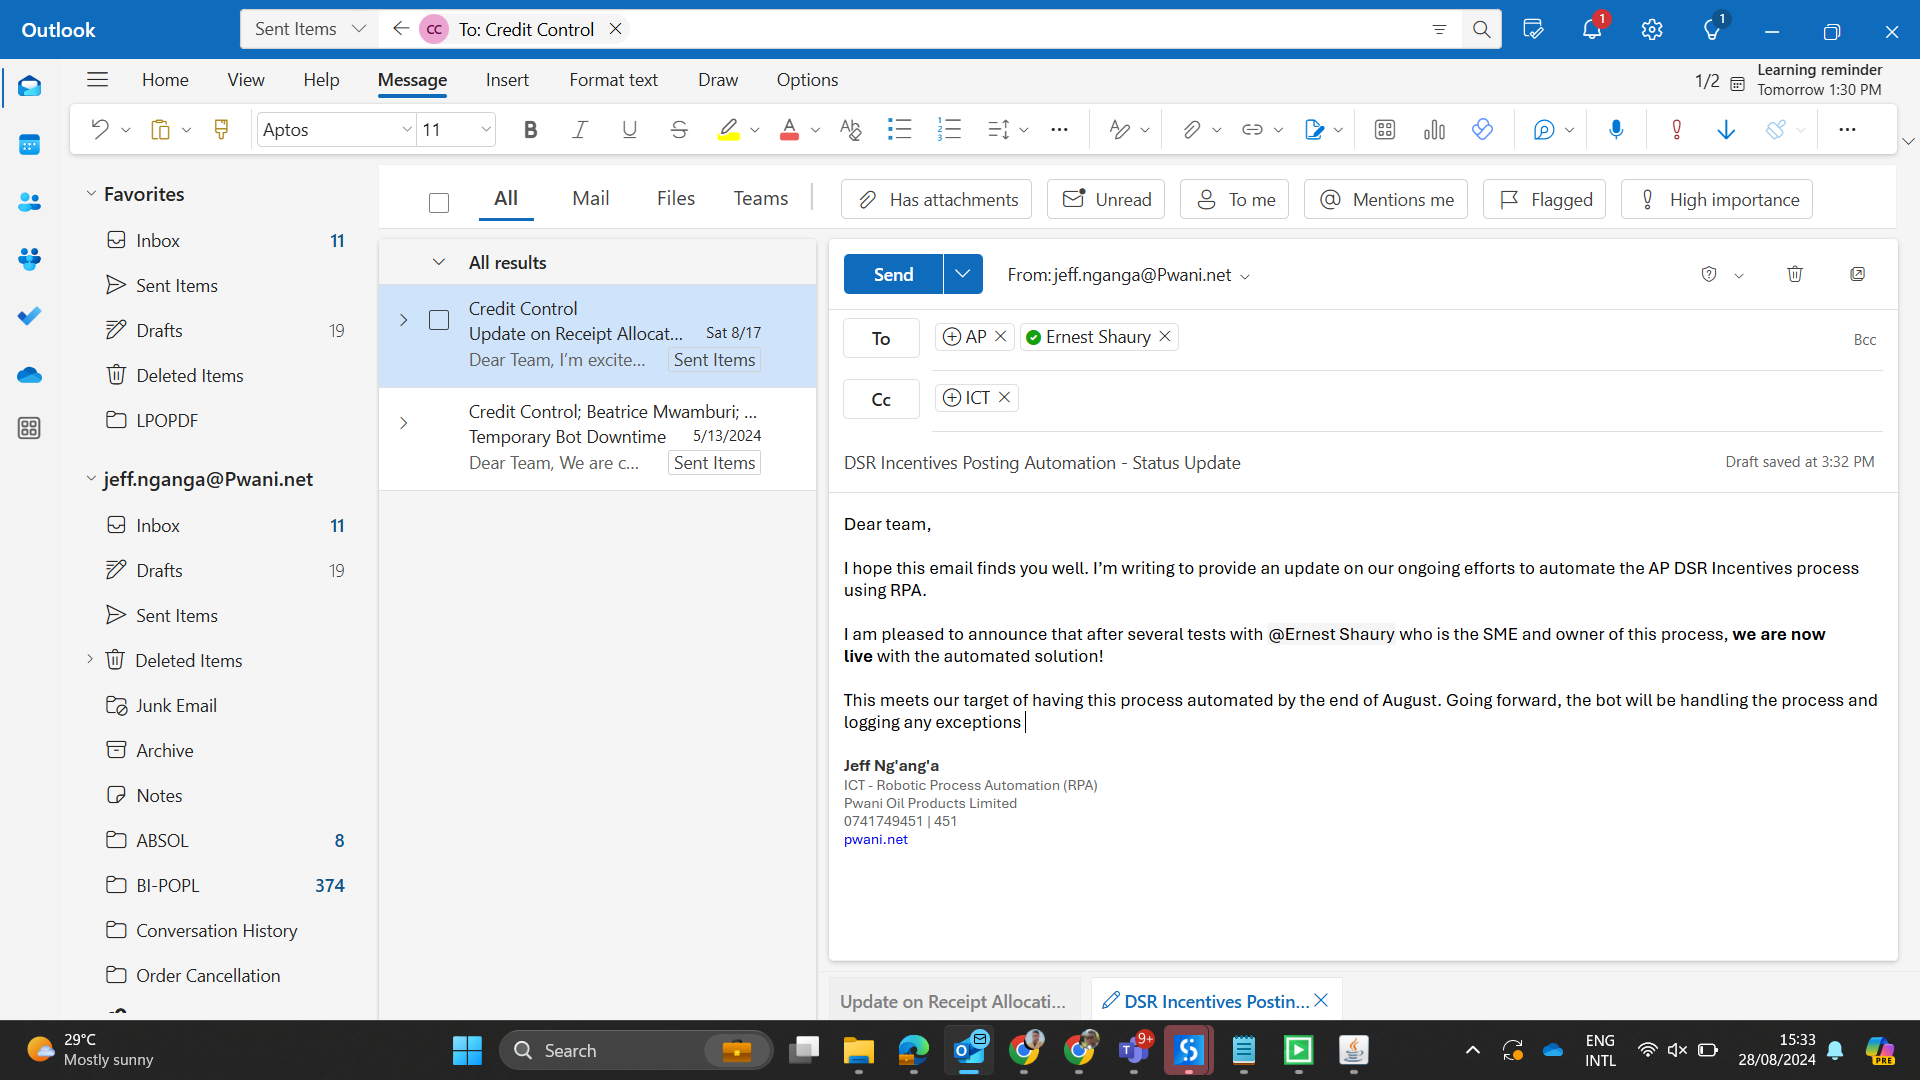 Outlook
Sent Items
CC To: Credit Control
1
1
Home View Help Message Insert Format text Draw Options
1/2
Learning reminder
Tomorrow 1:30 PM
Aptos 11
Favorites
Inbox 11
Sent Items
Drafts 19
Deleted Items
LPOPDF
jeff.nganga@Pwani.net
Inbox 11
Drafts 19
Sent Items
Deleted Items
Junk Email
Archive
Notes
ABSOL 8
BI-POPL 374
Conversation History
Order Cancellation
All Mail Files Teams
Has attachments Unread To me Mentions me Flagged High importance
All results
Credit Control
Update on Receipt Allocat... Sat 8/17
Dear Team, I'm excite... Sent Items
Credit Control; Beatrice Mwamburi; ...
Temporary Bot Downtime 5/13/2024
Dear Team, We are c... Sent Items
Send From: jeff.nganga@Pwani.net
To AP Ernest Shaury Bcc
Cc ICT
DSR Incentives Posting Automation - Status Update Draft saved at 3:32 PM
Dear team,
I hope this email finds you well. I'm writing to provide an update on our ongoing efforts to automate the AP DSR Incentives process
using RPA.
I am pleased to announce that after several tests with @Ernest Shaury who is the SME and owner of this process, we are now
live with the automated solution!
This meets our target of having this process automated by the end of August. Going forward, the bot will be handling the process and
logging any exceptions
Jeff Ng'ang'a
ICT - Robotic Process Automation (RPA)
Pwani Oil Products Limited
0741749451 | 451
pwani.net
Update on Receipt Allocati... DSR Incentives Postin...
29°C
Mostly sunny
Search
9+
ENG
INTL
15:33
28/08/2024
PRE